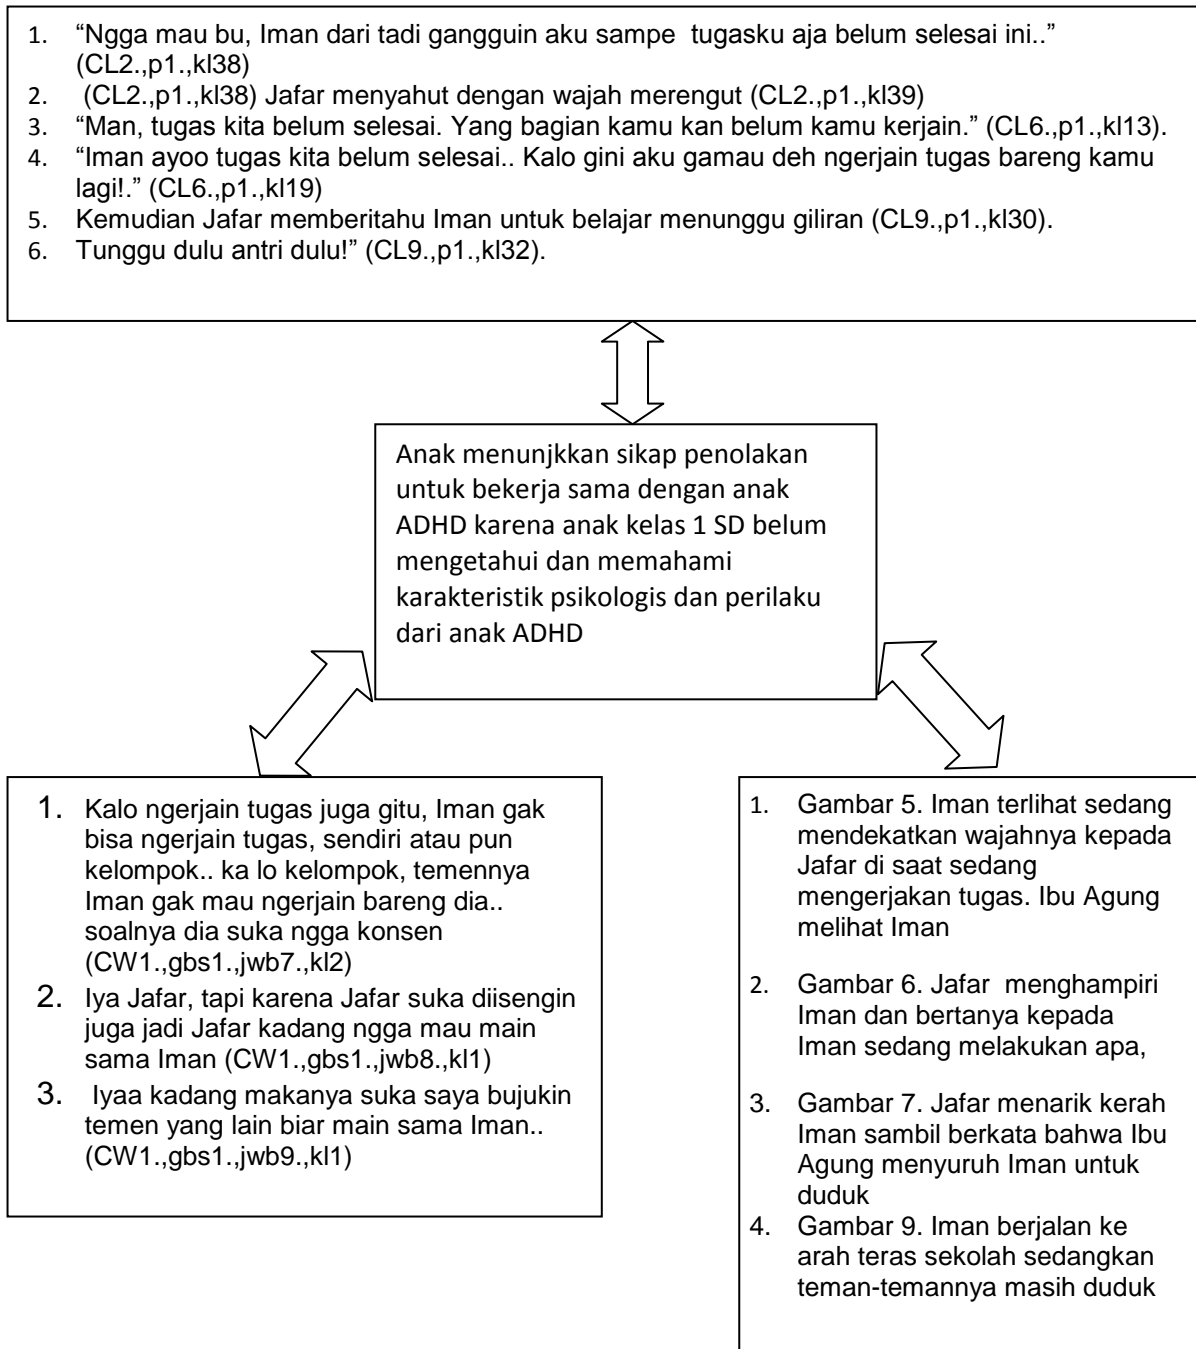 1. “Ngga mau bu, Iman dari tadi gangguin aku sampe tugasku aja belum selesai ini..”
(CL2.,p1.,kl38)
2. (CL2.,p1.,kl38) Jafar menyahut dengan wajah merengut (CL2.,p1.,kl39)
3. “Man, tugas kita belum selesai. Yang bagian kamu kan belum kamu kerjain.” (CL6.,p1.,kl13).
4. “Iman ayoo tugas kita belum selesai.. Kalo gini aku gamau deh ngerjain tugas bareng kamu
lagi!.” (CL6.,p1.,kl19)
5. Kemudian Jafar memberitahu Iman untuk belajar menunggu giliran (CL9.,p1.,kl30).
6. Tunggu dulu antri dulu!” (CL9.,p1.,kl32).
Anak menunjkkan sikap penolakan
untuk bekerja sama dengan anak
ADHD karena anak kelas 1 SD belum
mengetahui dan memahami
karakteristik psikologis dan perilaku
dari anak ADHD
1. Kalo ngerjain tugas juga gitu, Iman gak
bisa ngerjain tugas, sendiri atau pun
kelompok.. ka lo kelompok, temennya
Iman gak mau ngerjain bareng dia..
soalnya dia suka ngga konsen
(CW1.,gbs1.,jwb7.,kl2)
2. Iya Jafar, tapi karena Jafar suka diisengin
juga jadi Jafar kadang ngga mau main
sama Iman (CW1.,gbs1.,jwb8.,kl1)
3. Iyaa kadang makanya suka saya bujukin
temen yang lain biar main sama Iman..
(CW1.,gbs1.,jwb9.,kl1)
1. Gambar 5. Iman terlihat sedang
mendekatkan wajahnya kepada
Jafar di saat sedang
mengerjakan tugas. Ibu Agung
melihat Iman
2. Gambar 6. Jafar menghampiri
Iman dan bertanya kepada
Iman sedang melakukan apa,
3. Gambar 7. Jafar menarik kerah
Iman sambil berkata bahwa Ibu
Agung menyuruh Iman untuk
duduk
4. Gambar 9. Iman berjalan ke
arah teras sekolah sedangkan
teman-temannya masih duduk